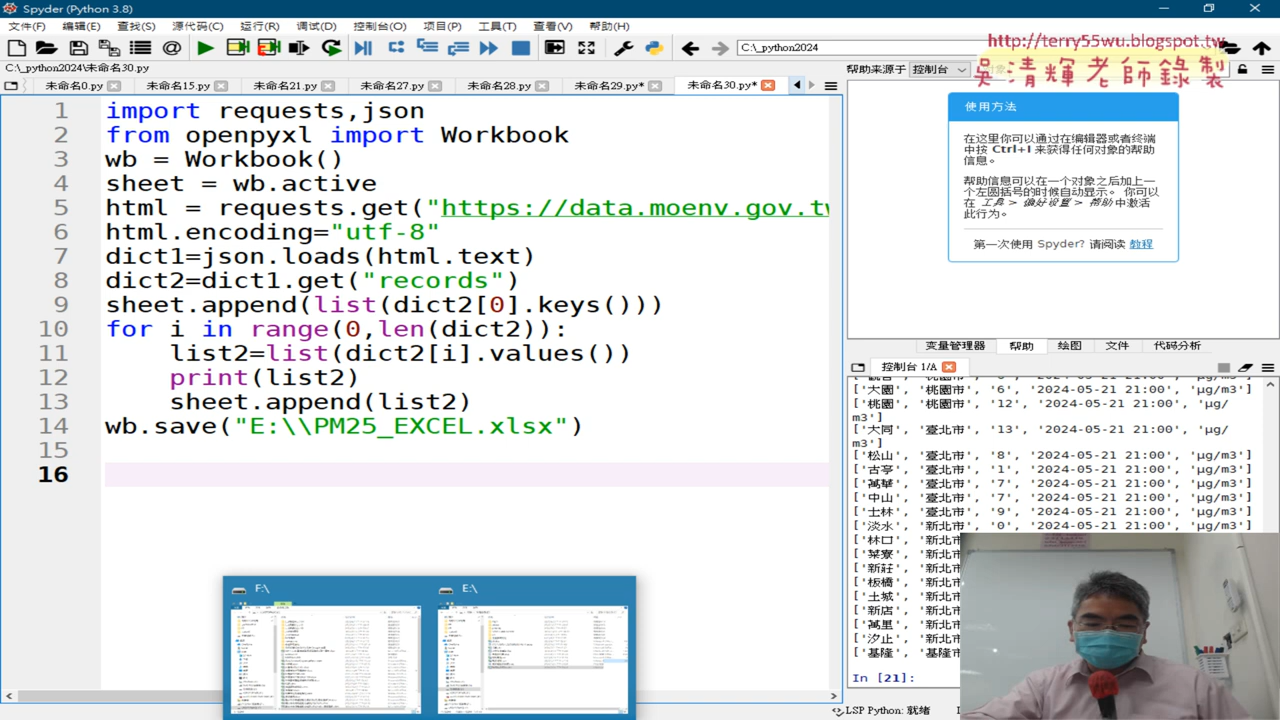 Spyder (Python 3.8)
文件(F) 编辑(E) 查找(S) 源代码(C) 运行(R) 调试(D) 控制台(O) 项目(P) 工具(T) 查看(V) 帮助(H)
C:\_python2024
http://terry55wu.blogspot.tw
吳清輝老師錄製
C:\_python2024\未命名30.py
帮助来源于 控制台
未命名0.py 未命名15.py 未命名21.py 未命名27.py 未命名28.py 未命名29.py* 未命名30.py*
1 import requests,json
2 from openpyxl import Workbook
3 wb = Workbook()
4 sheet = wb.active
5 html = requests.get("https://data.moenv.gov.tw
6 html.encoding="utf-8"
7 dict1=json.loads(html.text)
8 dict2=dict1.get("records")
9 sheet.append(list(dict2[0].keys()))
10 for i in range(0,len(dict2)):
11 list2=list(dict2[i].values())
12 print(list2)
13 sheet.append(list2)
14 wb.save("E:\\PM25_EXCEL.xlsx")
15
16
使用方法
在这里你可以通过在编辑器或者终端
中按 Ctrl+I 来获得任何对象的帮助
信息。
帮助信息可以在一个对象之后加上一
个左圆括号的时候自动显示。 你可以
在 工具 > 偏好设置 > 帮助 中激活
此行为。
第一次使用 Spyder? 请阅读 教程
变量管理器 帮助 绘图 文件 代码分析
控制台 1/A
['大園', '桃園市', '6', '2024-05-21 21:00', 'μg/m3']
['桃園', '桃園市', '12', '2024-05-21 21:00', 'μg/
m3']
['大同', '臺北市', '13', '2024-05-21 21:00', 'μg/
m3']
['松山', '臺北市', '8', '2024-05-21 21:00', 'μg/m3']
['古亭', '臺北市', '1', '2024-05-21 21:00', 'μg/m3']
['萬華', '臺北市', '7', '2024-05-21 21:00', 'μg/m3']
['中山', '臺北市', '7', '2024-05-21 21:00', 'μg/m3']
['士林', '臺北市', '9', '2024-05-21 21:00', 'μg/m3']
['淡水', '新北市', '0', '2024-05-21 21:00', 'μg/m3']
['林口', '新北
['菜寮', '新北
['新莊', '新北
['板橋', '新北
['土城', '新北
['新店', '新北
['萬里', '新北
['汐止', '新北
['基隆', '基隆
In [21]:
F:\ E:\